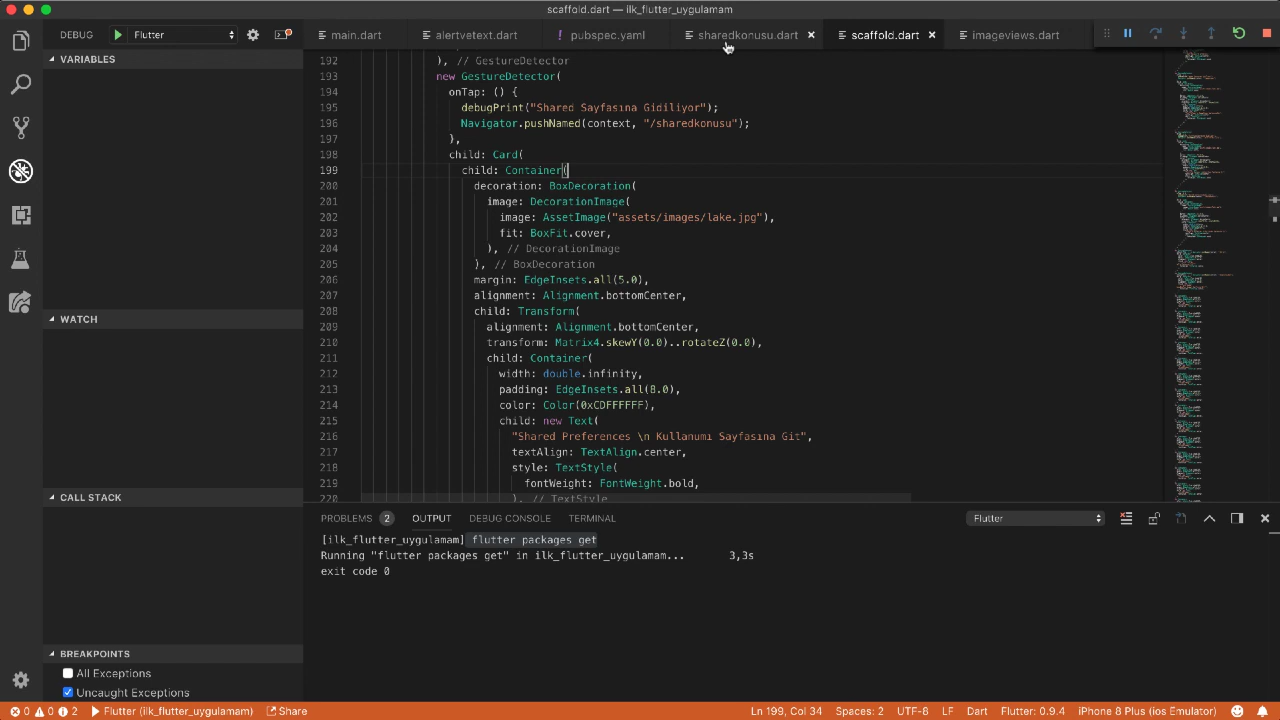 scaffold.dart — ilk_flutter_uygulamam
DEBUG Flutter
main.dart alertvetext.dart ! pubspec.yaml sharedkonusu.dart scaffold.dart imageviews.dart
VARIABLES
WATCH
CALL STACK
BREAKPOINTS
All Exceptions
Uncaught Exceptions
192 ), // GestureDetector
193 new GestureDetector(
194 onTap: () {
195 debugPrint("Shared Sayfasına Gidiliyor");
196 Navigator.pushNamed(context, "/sharedkonusu");
197 },
198 child: Card(
199 child: Container(
200 decoration: BoxDecoration(
201 image: DecorationImage(
202 image: AssetImage("assets/images/lake.jpg"),
203 fit: BoxFit.cover,
204 ), // DecorationImage
205 ), // BoxDecoration
206 margin: EdgeInsets.all(5.0),
207 alignment: Alignment.bottomCenter,
208 child: Transform(
209 alignment: Alignment.bottomCenter,
210 transform: Matrix4.skewY(0.0)..rotateZ(0.0),
211 child: Container(
212 width: double.infinity,
213 padding: EdgeInsets.all(8.0),
214 color: Color(0xCDFFFFFF),
215 child: new Text(
216 "Shared Preferences \n Kullanımı Sayfasına Git",
217 textAlign: TextAlign.center,
218 style: TextStyle(
219 fontWeight: FontWeight.bold,
220 ), // TextStyle
PROBLEMS 2 OUTPUT DEBUG CONSOLE TERMINAL Flutter
[ilk_flutter_uygulamam] flutter packages get
Running "flutter packages get" in ilk_flutter_uygulamam... 3,3s
exit code 0
0 0 2 Flutter (ilk_flutter_uygulamam) Share Ln 199, Col 34 Spaces: 2 UTF-8 LF Dart Flutter: 0.9.4 iPhone 8 Plus (ios Emulator)